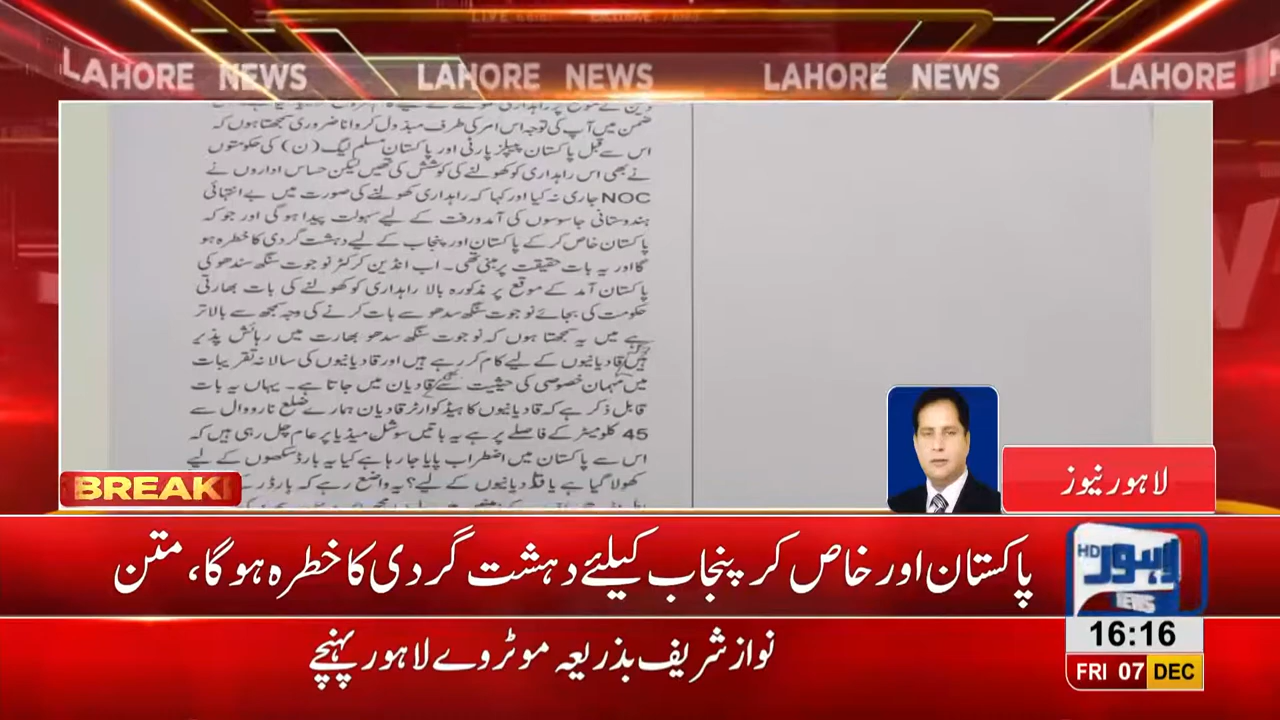 LAHORE NEWS LAHORE NEWS LAHORE NEWS LAHORE
ضمن میں آپ کی توجہ اس امر کی طرف مبذول کروانا ضروری سمجھتا ہوں کہ
اس سے قبل پاکستان پیپلز پارٹی اور پاکستان مسلم لیگ (ن) کی حکومتوں
نے بھی اس راہداری کو کھولنے کی کوشش کی تھیں لیکن حساس اداروں نے
NOC جاری نہ کیا اور کہا کہ راہداری کھولنے کی صورت میں بے انتہائی
ہندوستانی جاسوسوں کی آمدورفت کے لیے سہولت پیدا ہوگی اور جو کہ
پاکستان خاص کر کے پاکستان اور پنجاب کے لیے دہشت گردی کا خطرہ ہو
گا اور یہ بات حقیقت پر مبنی تھی۔ اب انڈین کرکٹر نوجوت سنگھ سندھو کی
پاکستان آمد کے موقع پر مذکورہ بالا راہداری کو کھولنے کی بات بھارتی
حکومت کی بجائے نوجوت سنگھ سدھو سے بات کرنے کی وجہ سمجھ سے بالاتر
ہے میں یہ سمجھتا ہوں کہ نوجوت سنگھ سدھو بھارت میں رہائش پذیر
ہیں قادیانیوں کے لیے کام کر رہے ہیں اور قادیانیوں کی سالانہ تقریبات
میں مہمان خصوصی کی حیثیت سے قادیان میں جاتا ہے۔ یہاں یہ بات
قابل ذکر ہے کہ قادیانیوں کا ہیڈ کوارٹر قادیان ہمارے ضلع نارووال سے
45 کلومیٹر کے فاصلے پر ہے یہ باتیں سوشل میڈیا پر عام چل رہی ہیں کہ
اس سے پاکستان میں اضطراب پایا جا رہا ہے کیا یہ بارڈ سکھوں کے لیے
کھولا گیا ہے یا قادیانیوں کے لیے؟ یہ واضع رہے کہ بارڈر
لاہور نیوز
BREAKI
پاکستان اور خاص کر پنجاب کیلئے دہشت گردی کا خطرہ ہوگا، متن
HD لاہور NEWS
نواز شریف بذریعہ موٹروے لاہور پہنچے
16:16
FRI 07 DEC